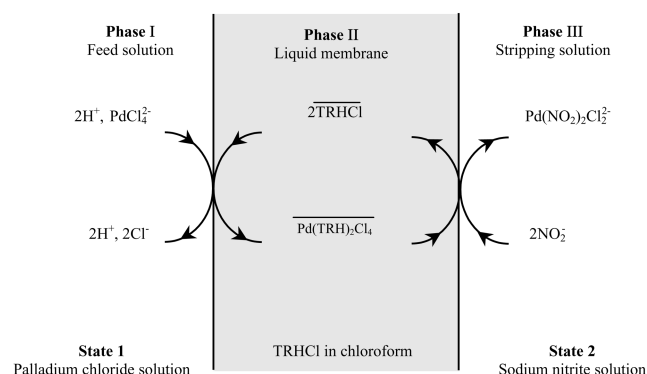 Phase I
Feed solution
Phase II
Liquid membrane
Phase III
Stripping solution
2H⁺, PdCl₄²⁻
2TRHCl
Pd(NO₂)₂Cl₂²⁻
2H⁺, 2Cl⁻
Pd(TRH)₂Cl₄
2NO₂⁻
State 1
Palladium chloride solution
TRHCl in chloroform
State 2
Sodium nitrite solution